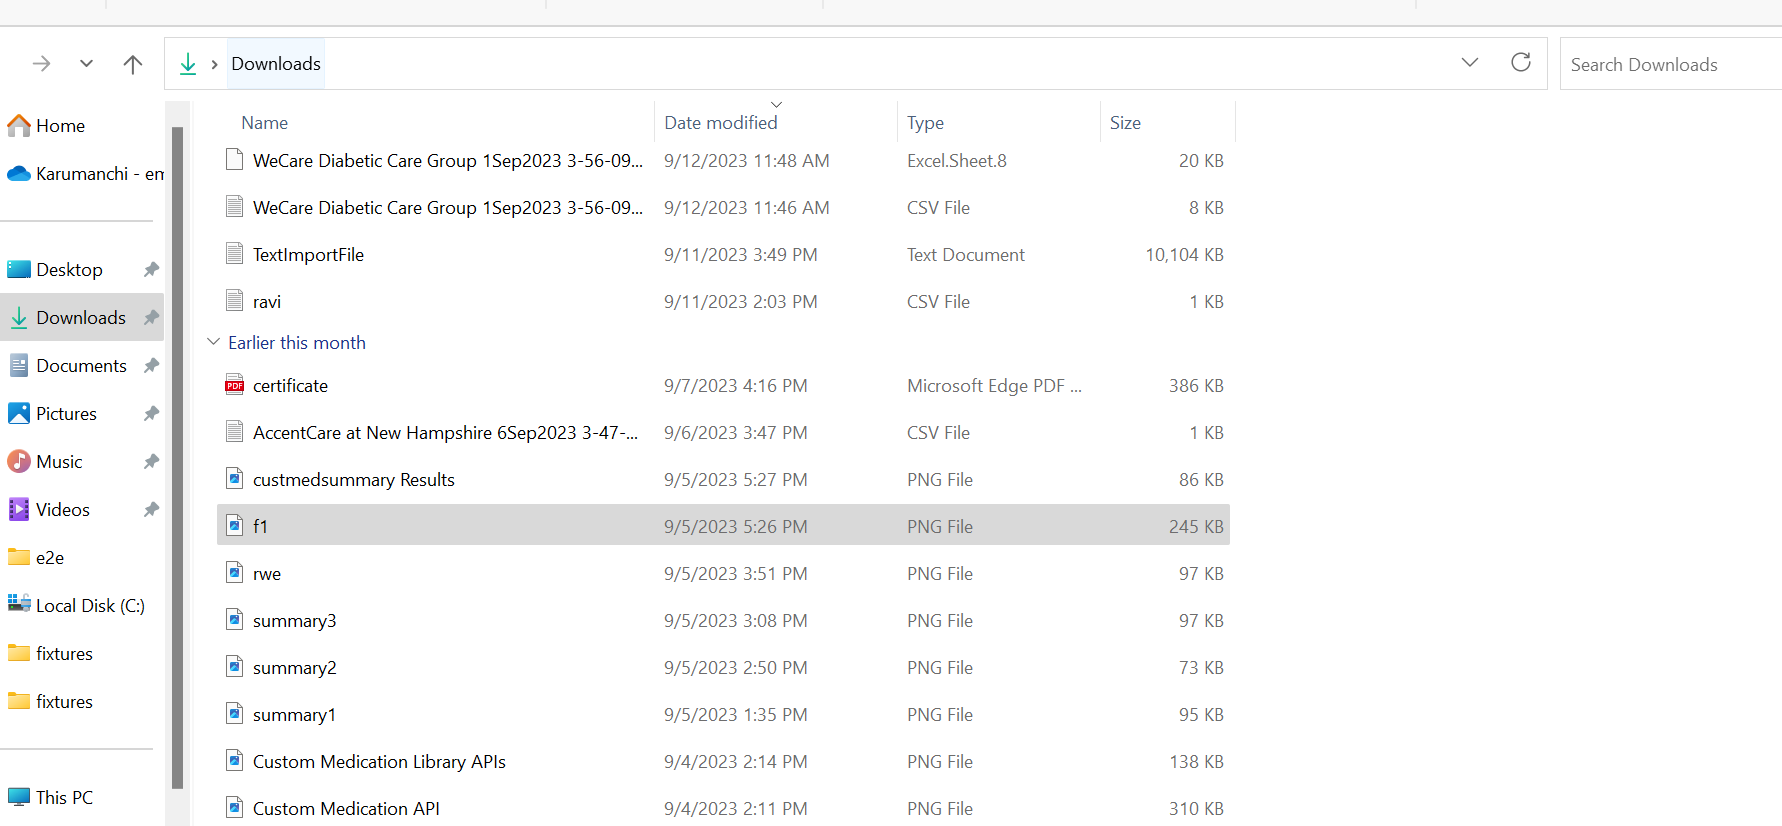 Downloads
Search Downloads
Home
Karumanchi - em
Desktop
Downloads
Documents
Pictures
Music
Videos
e2e
Local Disk (C:)
fixtures
fixtures
This PC
Name Date modified Type Size
WeCare Diabetic Care Group 1Sep2023 3-56-09... 9/12/2023 11:48 AM Excel.Sheet.8 20 KB
WeCare Diabetic Care Group 1Sep2023 3-56-09... 9/12/2023 11:46 AM CSV File 8 KB
TextImportFile 9/11/2023 3:49 PM Text Document 10,104 KB
ravi 9/11/2023 2:03 PM CSV File 1 KB
Earlier this month
certificate 9/7/2023 4:16 PM Microsoft Edge PDF ... 386 KB
AccentCare at New Hampshire 6Sep2023 3-47-... 9/6/2023 3:47 PM CSV File 1 KB
custmedsummary Results 9/5/2023 5:27 PM PNG File 86 KB
f1 9/5/2023 5:26 PM PNG File 245 KB
rwe 9/5/2023 3:51 PM PNG File 97 KB
summary3 9/5/2023 3:08 PM PNG File 97 KB
summary2 9/5/2023 2:50 PM PNG File 73 KB
summary1 9/5/2023 1:35 PM PNG File 95 KB
Custom Medication Library APIs 9/4/2023 2:14 PM PNG File 138 KB
Custom Medication API 9/4/2023 2:11 PM PNG File 310 KB